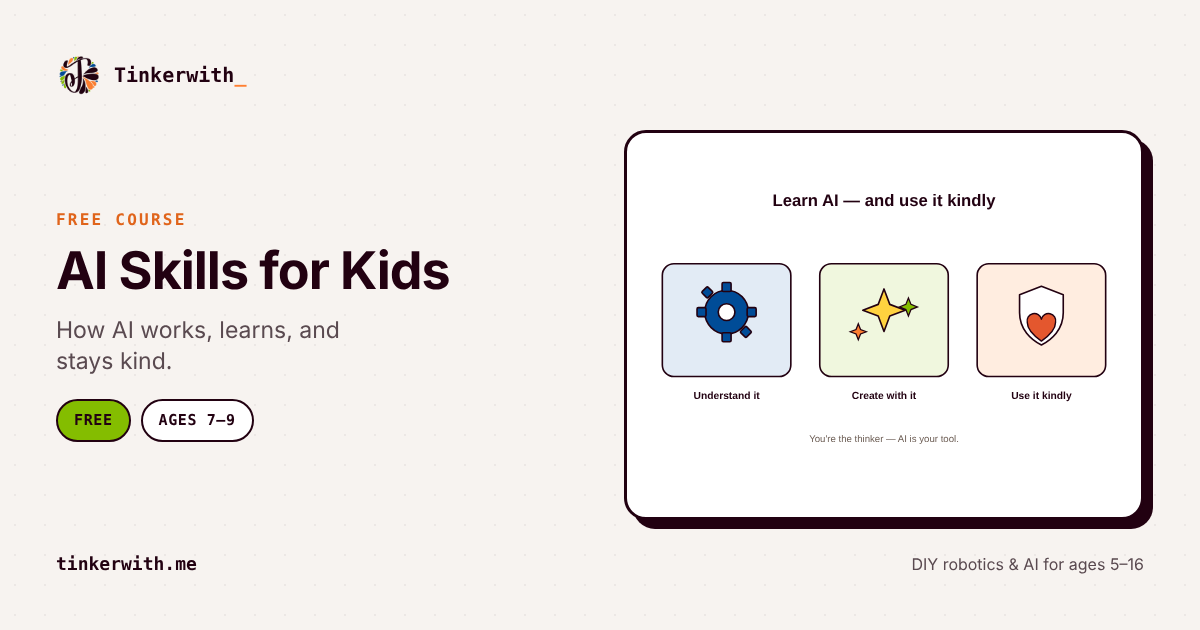 Tinkerwith_
FREE COURSE
AI Skills for Kids
How AI works, learns, and
stays kind.
FREE
AGES 7–9
Learn AI — and use it kindly
Understand it
Create with it
Use it kindly
You're the thinker — AI is your tool.
tinkerwith.me
DIY robotics & AI for ages 5–16